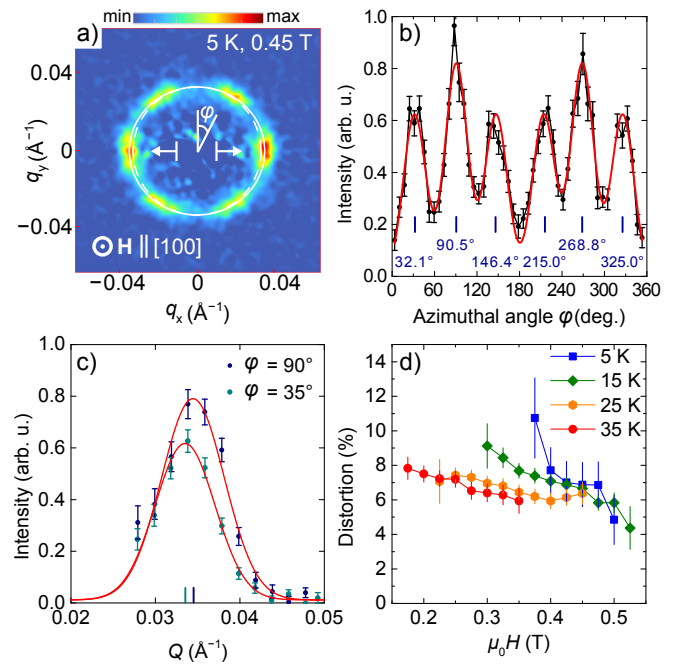 min max
a)
5 K, 0.45 T
φ
H || [100]
0.04
0
−0.04
q_y (Å⁻¹)
−0.04 0 0.04
q_x (Å⁻¹)
b)
1.0
0.8
0.6
0.4
0.2
0.0
Intensity (arb. u.)
90.5° 268.8°
32.1° 146.4° 215.0° 325.0°
0 60 120 180 240 300 360
Azimuthal angle φ(deg.)
c)
φ = 90°
φ = 35°
1.0
0.8
0.6
0.4
0.2
0.0
Intensity (arb. u.)
0.02 0.03 0.04 0.05
Q (Å⁻¹)
d)
5 K
15 K
25 K
35 K
16
14
12
10
8
6
4
2
0
Distortion (%)
0.2 0.3 0.4 0.5
μ₀H (T)